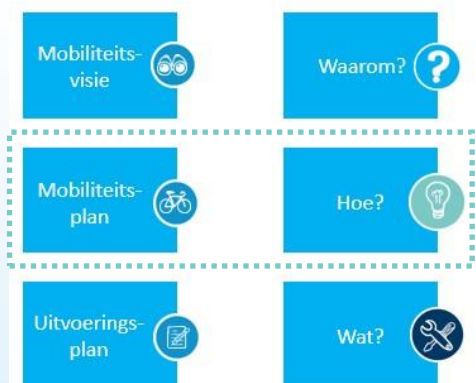 Mobiliteits-
visie
Waarom?
Mobiliteits-
plan
Hoe?
Uitvoerings-
plan
Wat?